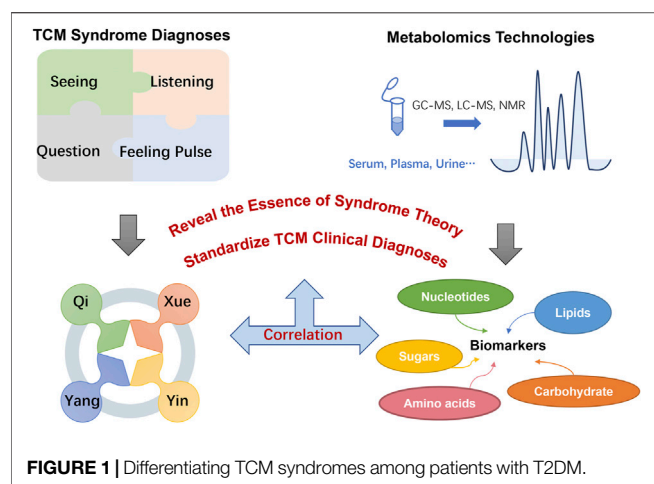 TCM Syndrome Diagnoses
Seeing
Listening
Question
Feeling Pulse
Metabolomics Technologies
GC-MS, LC-MS, NMR
Serum, Plasma, Urine…
Reveal the Essence of Syndrome Theory
Standardize TCM Clinical Diagnoses
Qi
Xue
Yang
Yin
Correlation
Nucleotides
Lipids
Biomarkers
Sugars
Carbohydrate
Amino acids
FIGURE 1 | Differentiating TCM syndromes among patients with T2DM.